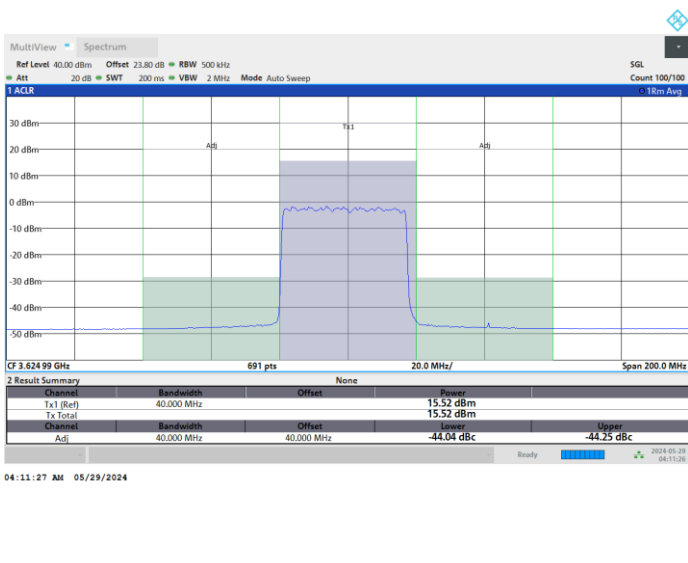 MultiView Spectrum
Ref Level 40.00 dBm Offset 23.80 dB RBW 500 kHz SGL
Att 20 dB SWT 200 ms VBW 2 MHz Mode Auto Sweep Count 100/100
1 ACLR 1Rm Avg
30 dBm
Tx1
20 dBm
Adj Adj
10 dBm
0 dBm
-10 dBm
-20 dBm
-30 dBm
-40 dBm
-50 dBm
CF 3.624 99 GHz 691 pts 20.0 MHz/ Span 200.0 MHz
2 Result Summary None
Channel Bandwidth Offset Power
Tx1 (Ref) 40.000 MHz 15.52 dBm
Tx Total 15.52 dBm
Channel Bandwidth Offset Lower Upper
Adj 40.000 MHz 40.000 MHz -44.04 dBc -44.25 dBc
Ready 2024-05-29
04:11:26
04:11:27 AM 05/29/2024